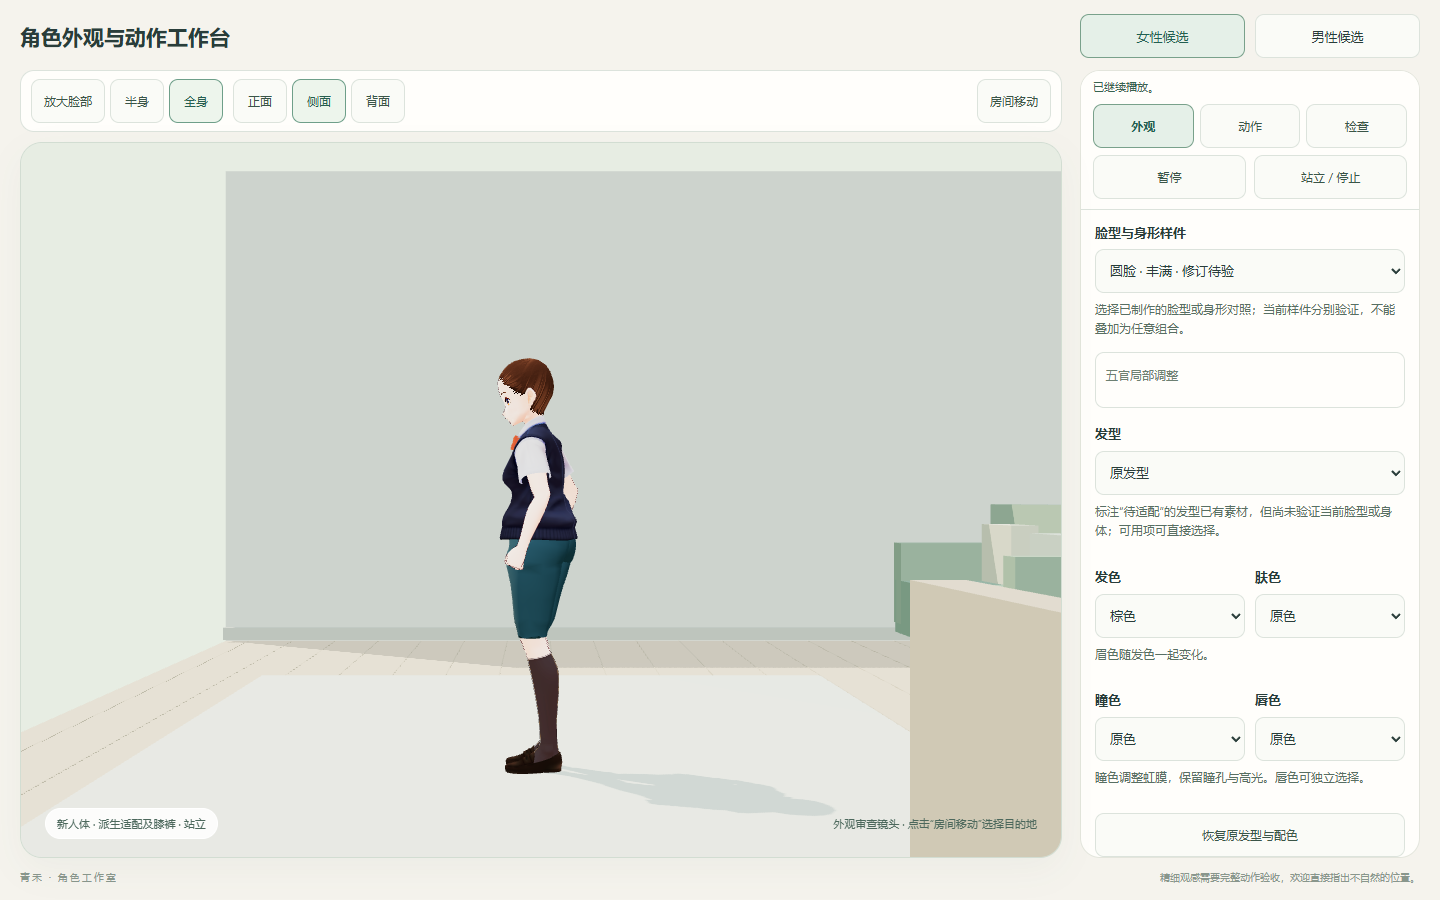 角色外观与动作工作台
女性候选
男性候选
放大脸部
半身
全身
正面
侧面
背面
房间移动
已继续播放。
外观
动作
检查
暂停
站立 / 停止
脸型与身形样件
圆脸 · 丰满 · 修订待验
选择已制作的脸型或身形对照；当前样件分别验证，不能
叠加为任意组合。
五官局部调整
发型
原发型
标注“待适配”的发型已有素材，但尚未验证当前脸型或身
体；可用项可直接选择。
发色
肤色
棕色
原色
眉色随发色一起变化。
瞳色
唇色
原色
原色
瞳色调整虹膜，保留瞳孔与高光。唇色可独立选择。
恢复原发型与配色
新人体 · 派生适配及膝裤 · 站立
外观审查镜头 · 点击“房间移动”选择目的地
青禾 · 角色工作室
精细观感需要完整动作验收，欢迎直接指出不自然的位置。